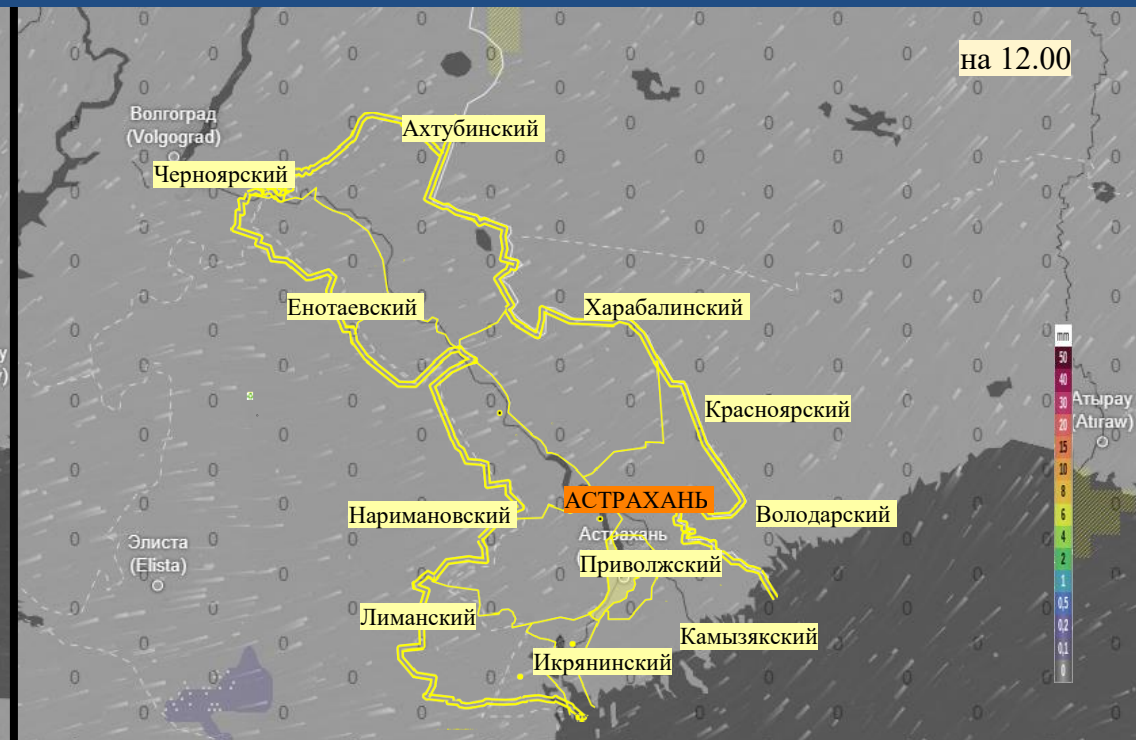 на 12.00
Волгоград
(Volgograd)
Ахтубинский
Черноярский
Енотаевский
Харабалинский
Красноярский
mm
50
40
30
20
15
10
8
6
4
2
1
0,5
0,2
0,1
0
Атырау
(Atıraw)
АСТРАХАНЬ
Наримановский
Володарский
Астрахань
Элиста
(Elista)
Приволжский
Лиманский
Камызякский
Икрянинский